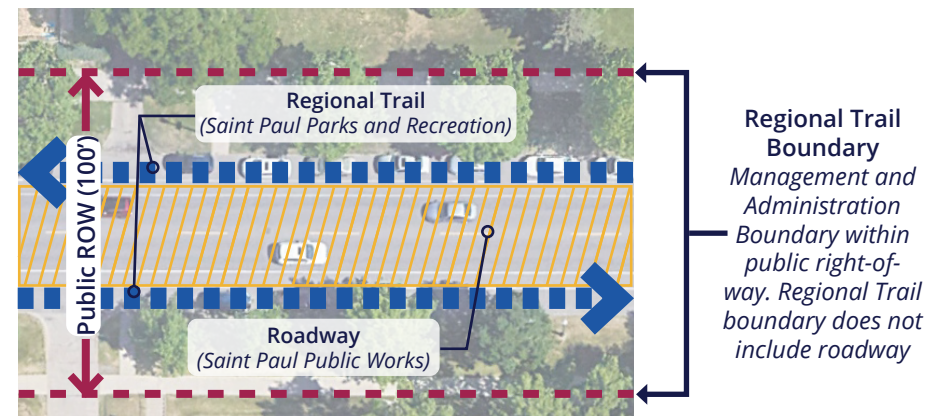 Regional Trail
(Saint Paul Parks and Recreation)
Public ROW (100')
Roadway
(Saint Paul Public Works)
Regional Trail
Boundary
Management and
Administration
Boundary within
public right-of-
way. Regional Trail
boundary does not
include roadway